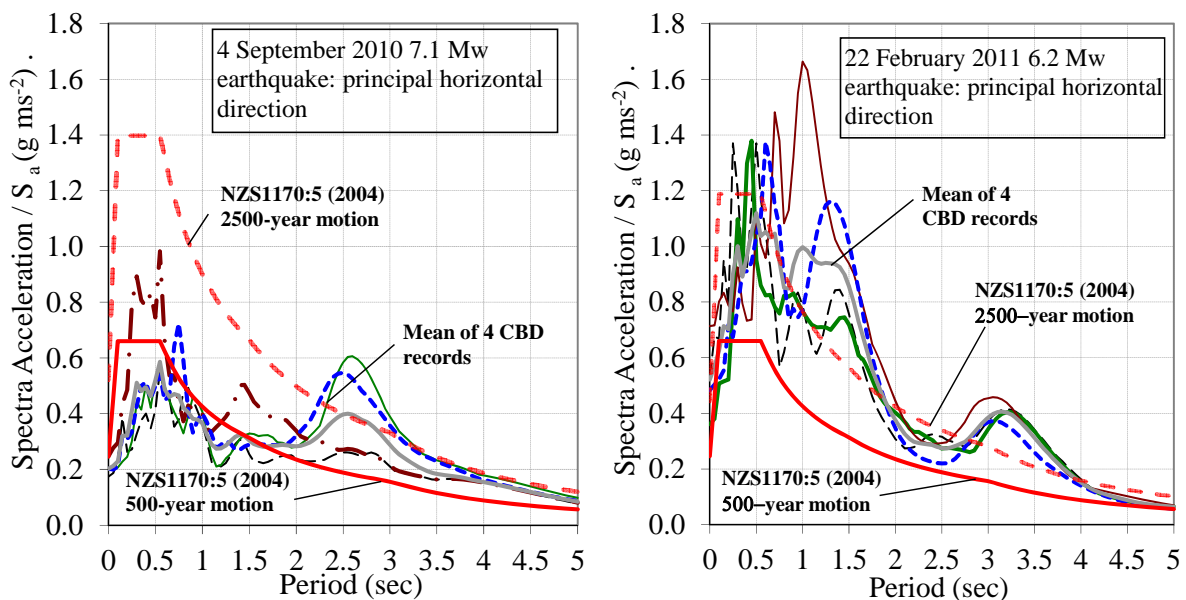 4 September 2010 7.1 Mw
earthquake: principal horizontal
direction
NZS1170:5 (2004)
2500-year motion
Mean of 4 CBD
records
NZS1170:5 (2004)
500-year motion
Spectra Acceleration / S a (g ms-2) .
1.8
1.6
1.4
1.2
1.0
0.8
0.6
0.4
0.2
0.0
0 0.5 1 1.5 2 2.5 3 3.5 4 4.5 5
Period (sec)
22 February 2011 6.2 Mw
earthquake: principal horizontal
direction
Mean of 4
CBD records
NZS1170:5 (2004)
2500–year motion
NZS1170:5 (2004)
500–year motion
Spectra Acceleration / S a (g ms-2) .
1.8
1.6
1.4
1.2
1.0
0.8
0.6
0.4
0.2
0.0
0 0.5 1 1.5 2 2.5 3 3.5 4 4.5 5
Period (sec)